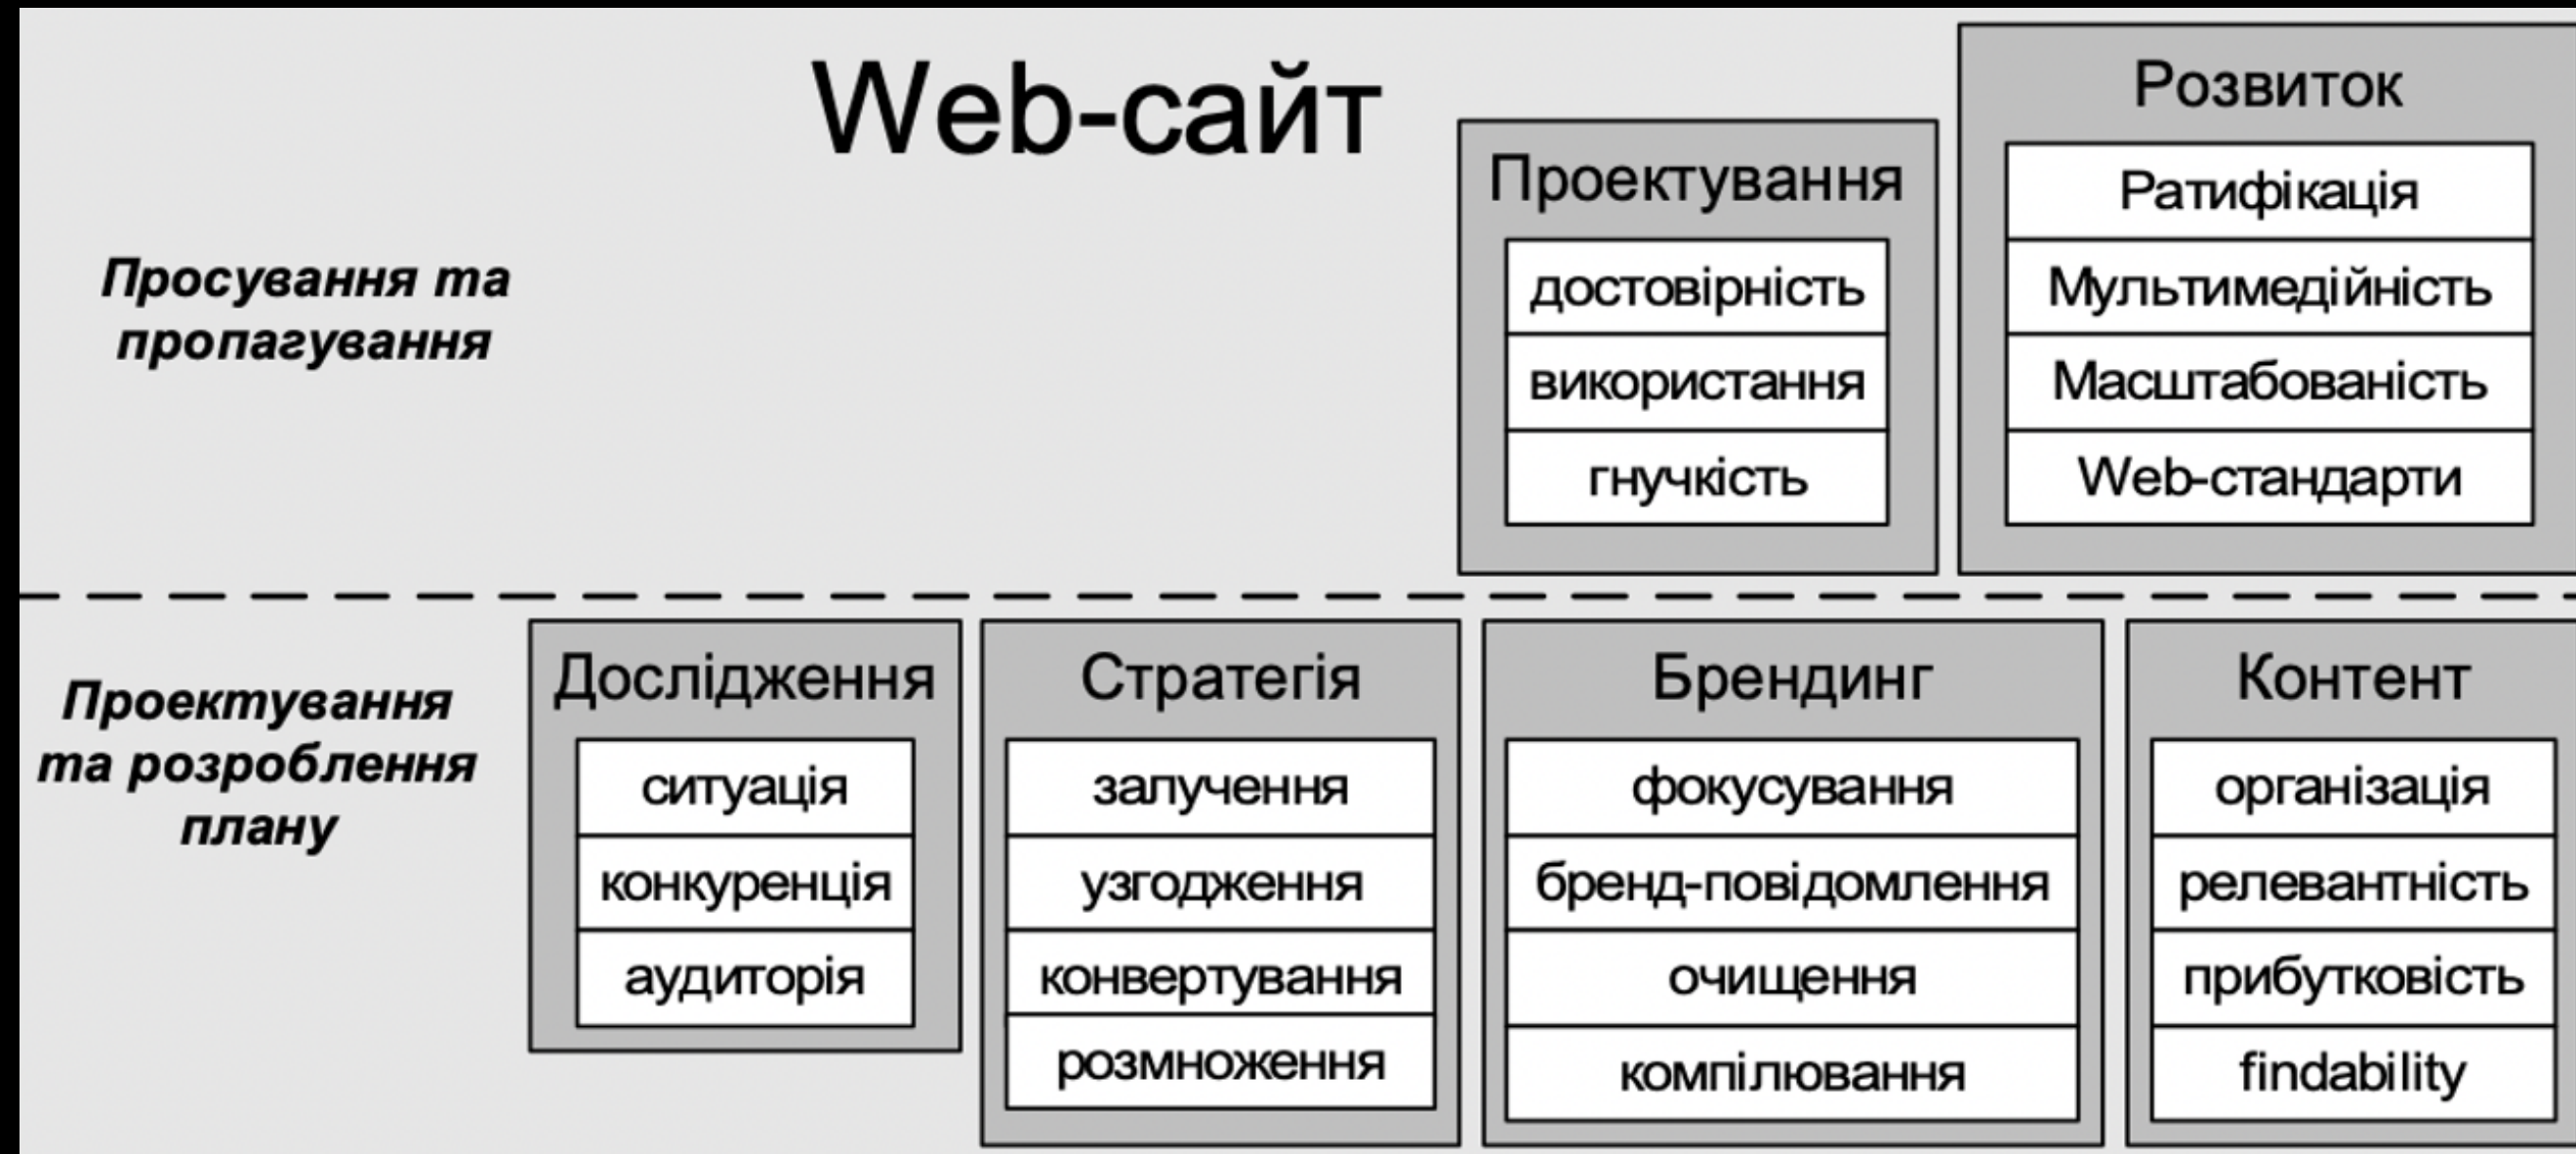 Web-сайт
Просування та
пропагування
Проектування
достовірність
використання
гнучкість
Розвиток
Ратифікація
Мультимедійність
Масштабованість
Web-стандарти
Проектування
та розроблення
плану
Дослідження
ситуація
конкуренція
аудиторія
Стратегія
залучення
узгодження
конвертування
розмноження
Брендинг
фокусування
бренд-повідомлення
очищення
компілювання
Контент
організація
релевантність
прибутковість
findability